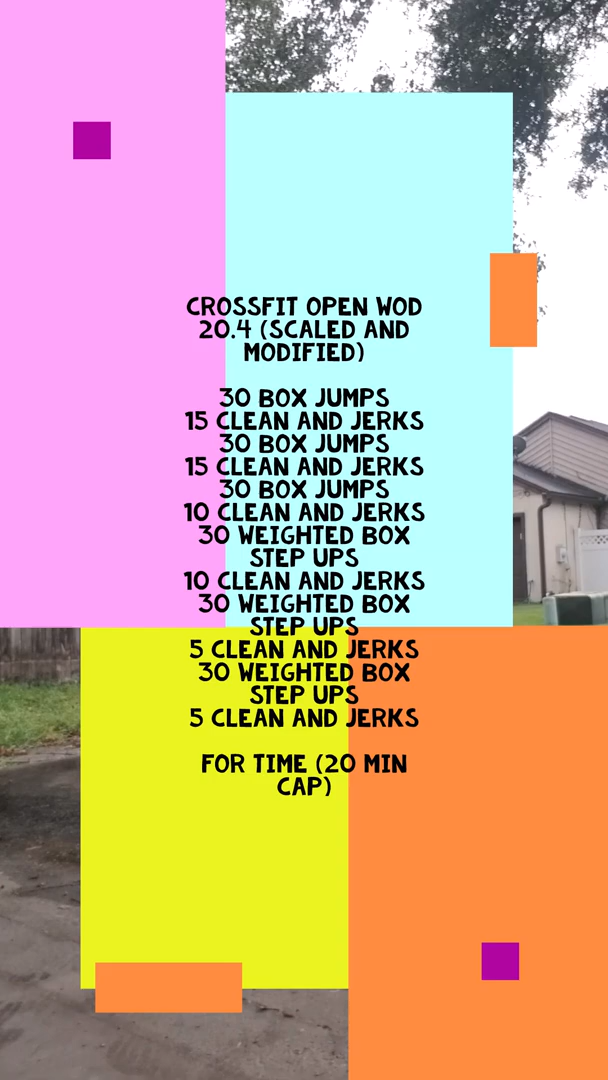 CROSSFIT OPEN WOD
20.4 (SCALED AND
MODIFIED)
30 BOX JUMPS
15 CLEAN AND JERKS
30 BOX JUMPS
15 CLEAN AND JERKS
30 BOX JUMPS
10 CLEAN AND JERKS
30 WEIGHTED BOX
STEP UPS
10 CLEAN AND JERKS
30 WEIGHTED BOX
STEP UPS
5 CLEAN AND JERKS
30 WEIGHTED BOX
STEP UPS
5 CLEAN AND JERKS
FOR TIME (20 MIN
CAP)